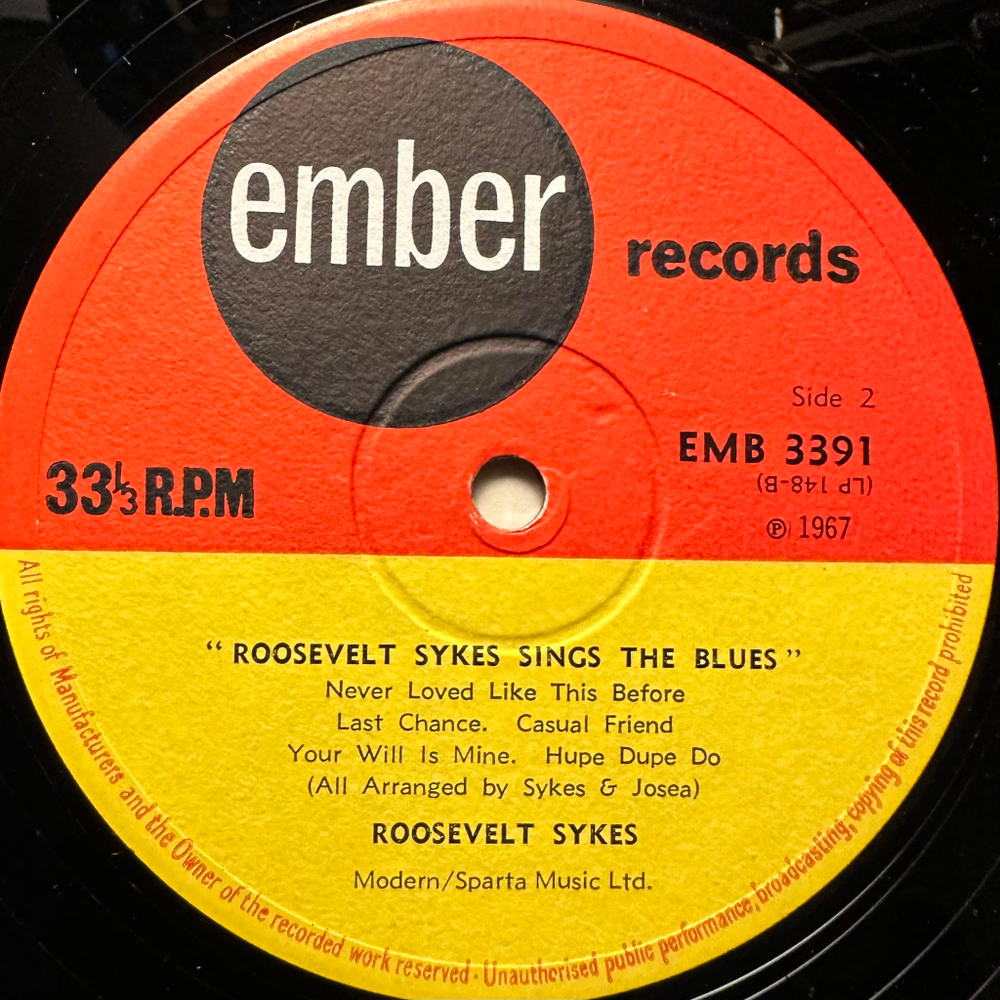 ember
records
Side 2
EMB 3391
(LP 148-B)
℗ 1967
33⅓ R.P.M
“ROOSEVELT SYKES SINGS THE BLUES”
Never Loved Like This Before
Last Chance. Casual Friend
Your Will Is Mine. Hupe Dupe Do
(All Arranged by Sykes & Josea)
ROOSEVELT SYKES
Modern/Sparta Music Ltd.
All rights of Manufacturers and the Owner of the recorded work reserved · Unauthorised public performance, broadcasting, copying of this record prohibited